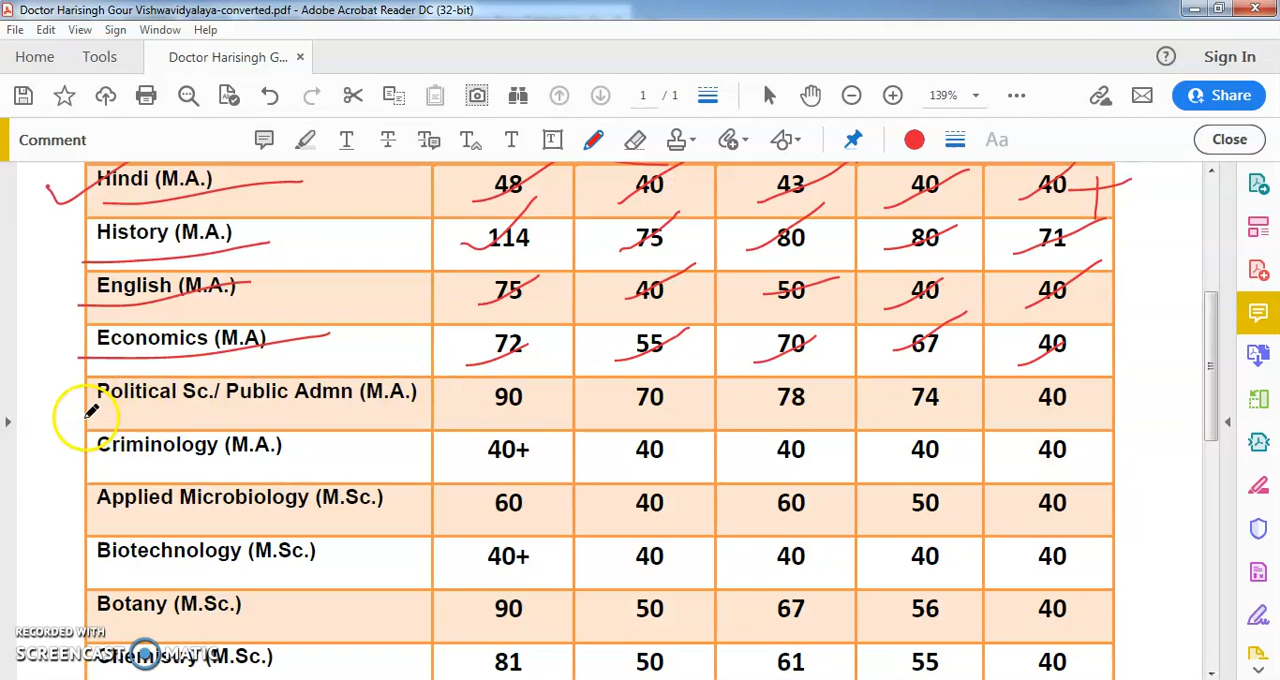 Doctor Harisingh Gour Vishwavidyalaya-converted.pdf - Adobe Acrobat Reader DC (32-bit)
File Edit View Sign Window Help
Home Tools Doctor Harisingh G... × ? Sign In
1 / 1 139% Share
Comment Aa Close
Hindi (M.A.) 48 40 43 40 40
History (M.A.) 114 75 80 80 71
English (M.A.) 75 40 50 40 40
Economics (M.A) 72 55 70 67 40
Political Sc./ Public Admn (M.A.) 90 70 78 74 40
Criminology (M.A.) 40+ 40 40 40 40
Applied Microbiology (M.Sc.) 60 40 60 50 40
Biotechnology (M.Sc.) 40+ 40 40 40 40
Botany (M.Sc.) 90 50 67 56 40
RECORDED WITH
SCREENCAST MATIC
Chemistry (M.Sc.) 81 50 61 55 40